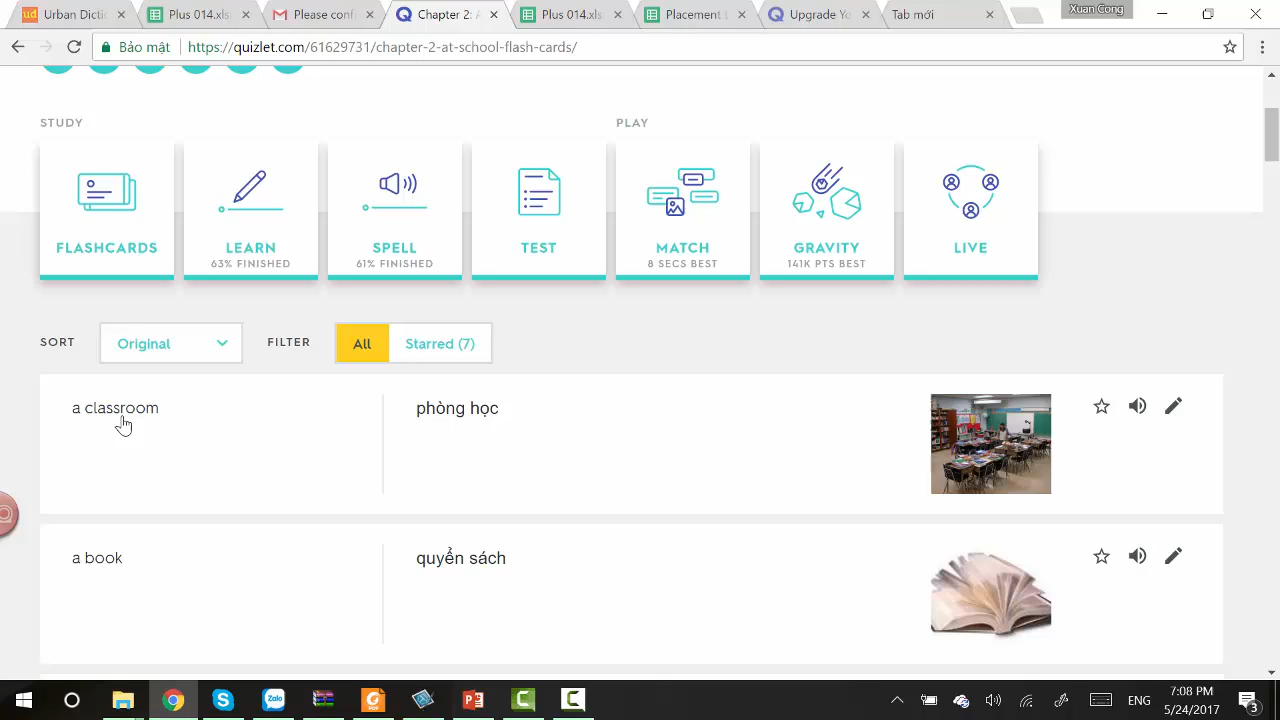 Urban Dictio
Plus 014.xls
Please conf
Chapter 2: A
Plus 014.xls
Placement L
Upgrade
Tab mới
Xuan Cong
Bảo mật
https://quizlet.com/61629731/chapter-2-at-school-flash-cards/
STUDY
PLAY
FLASHCARDS
LEARN
63% FINISHED
SPELL
61% FINISHED
TEST
MATCH
8 SECS BEST
GRAVITY
141K PTS BEST
LIVE
SORT
Original
FILTER
All
Starred (7)
a classroom
phòng học
a book
quyển sách
Zalo
PDF
ENG
7:08 PM
5/24/2017
3